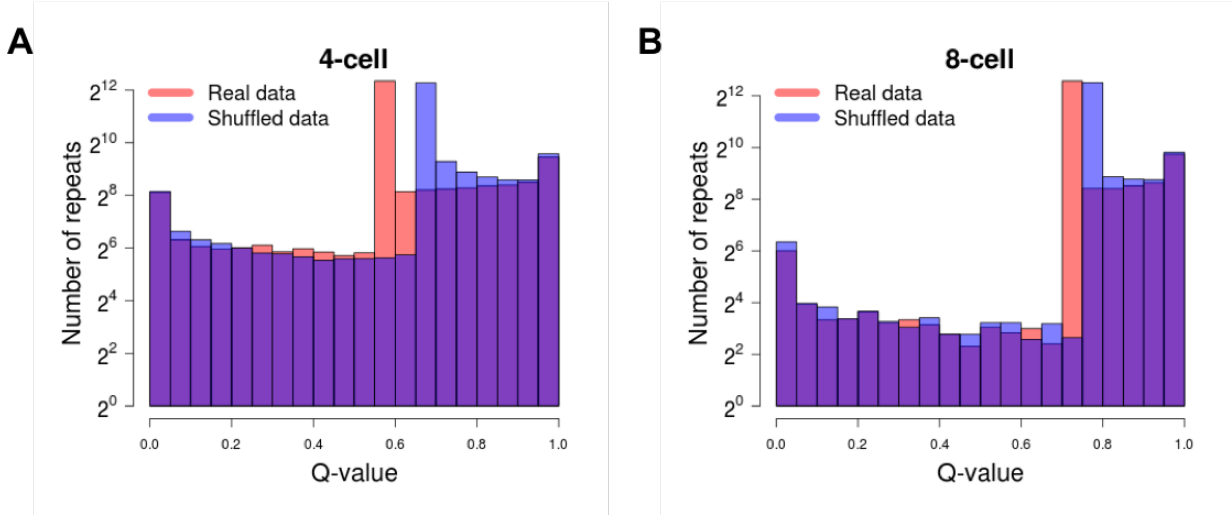 A
4-cell
Real data
Shuffled data
Number of repeats
2^12
2^10
2^8
2^6
2^4
2^2
2^0
0.0 0.2 0.4 0.6 0.8 1.0
Q-value
B
8-cell
Real data
Shuffled data
Number of repeats
2^12
2^10
2^8
2^6
2^4
2^2
2^0
0.0 0.2 0.4 0.6 0.8 1.0
Q-value